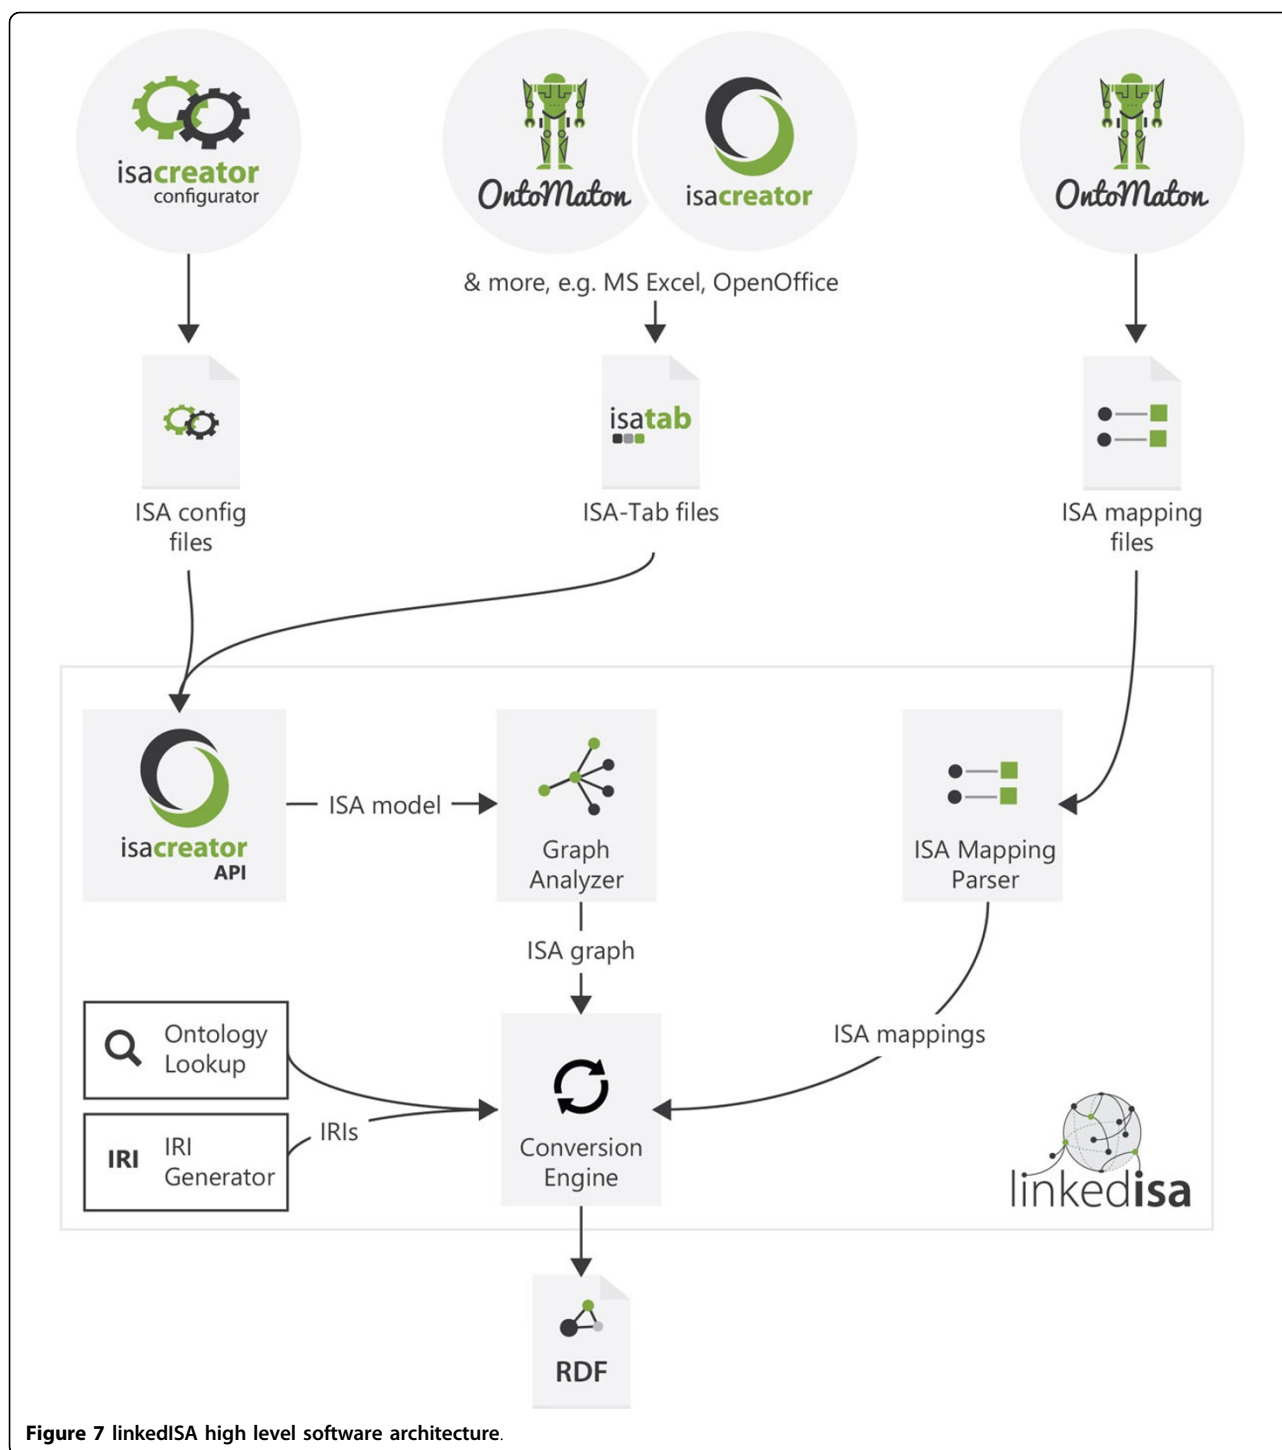 isacreator
configurator
OntoMaton
isacreator
OntoMaton
& more, e.g. MS Excel, OpenOffice
isatab
ISA config
files
ISA-Tab files
ISA mapping
files
isacreator
API
ISA model
Graph
Analyzer
ISA Mapping
Parser
ISA graph
Ontology
Lookup
ISA mappings
IRIs
IRI
IRI
Generator
Conversion
Engine
linkedisa
RDF
Figure 7 linkedISA high level software architecture.